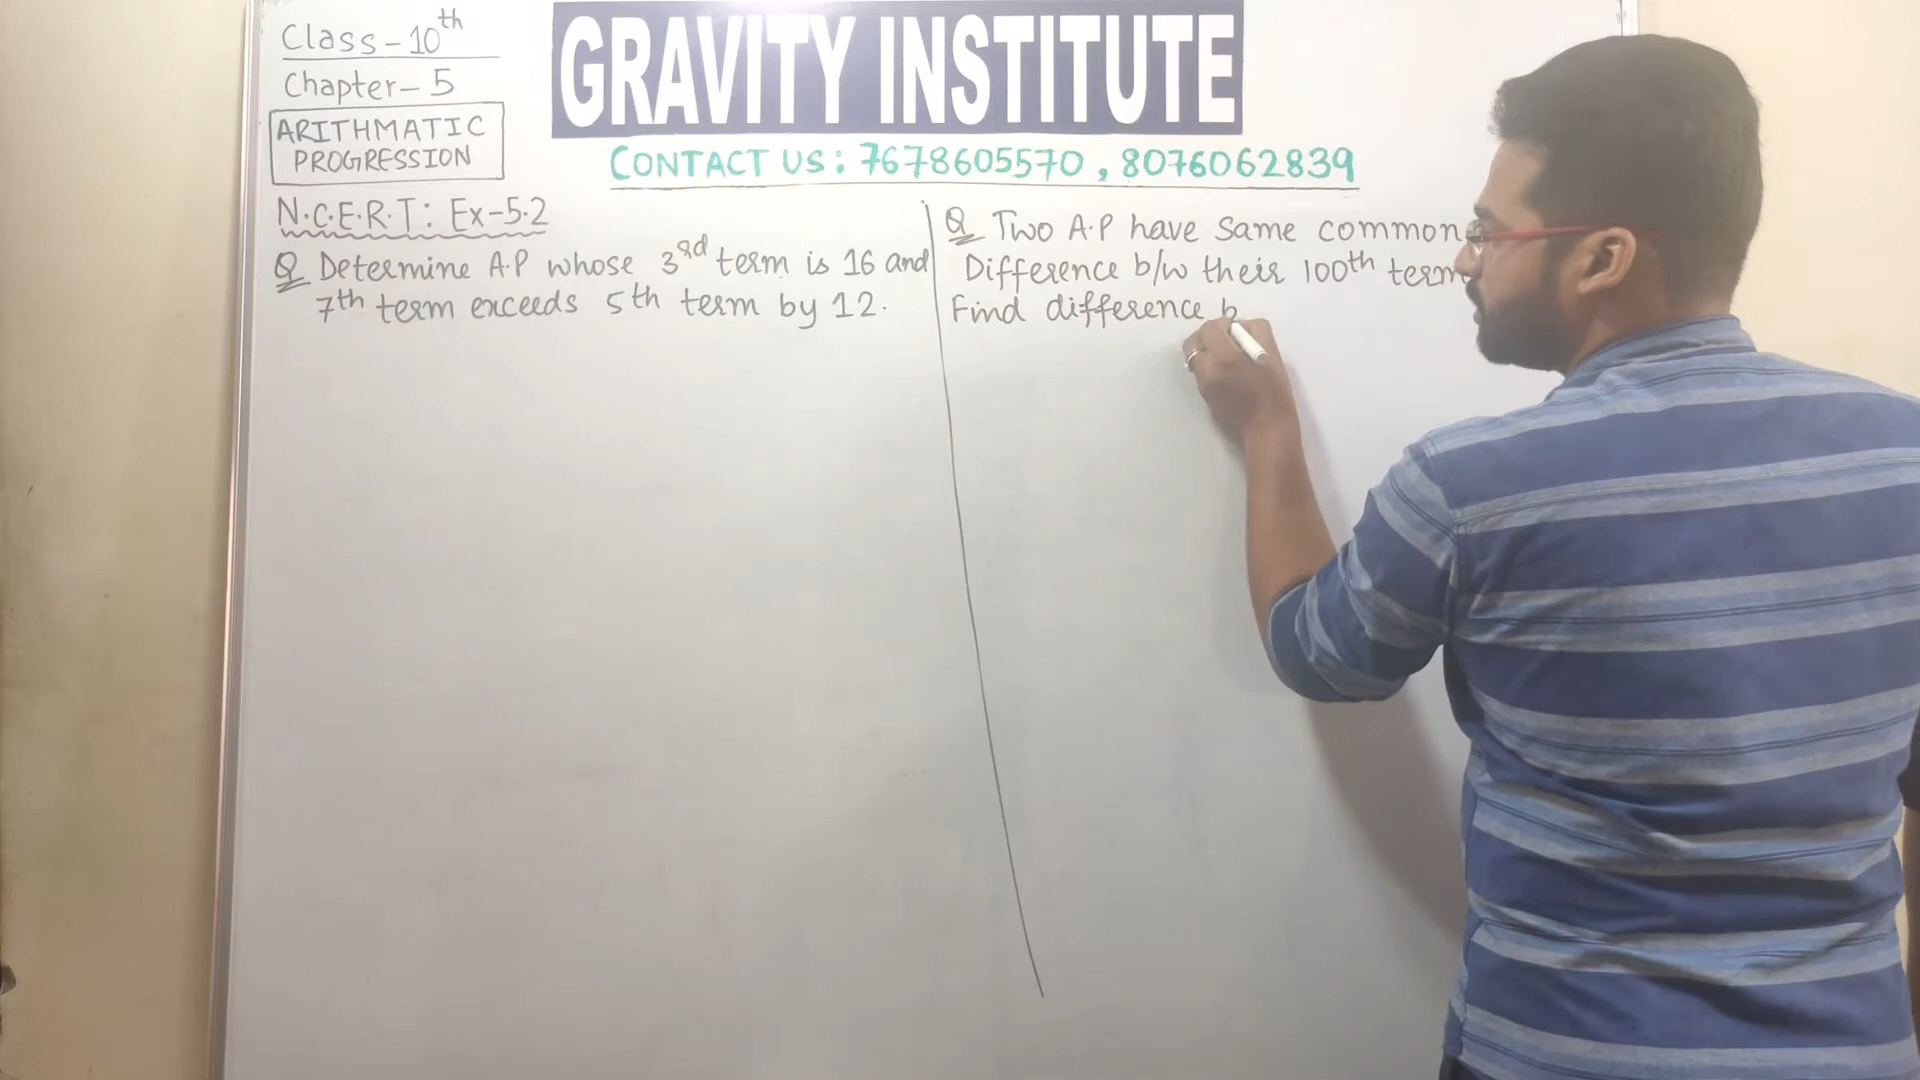 Class-10th
Chapter-5
ARITHMATIC
PROGRESSION
GRAVITY INSTITUTE
CONTACT US: 7678605570, 8076062839
N.C.E.R.T: Ex-5.2
Q Determine A.P whose 3rd term is 16 and
7th term exceeds 5th term by 12.
Q Two A.P have same common
Difference b/w their 100th term
Find difference b